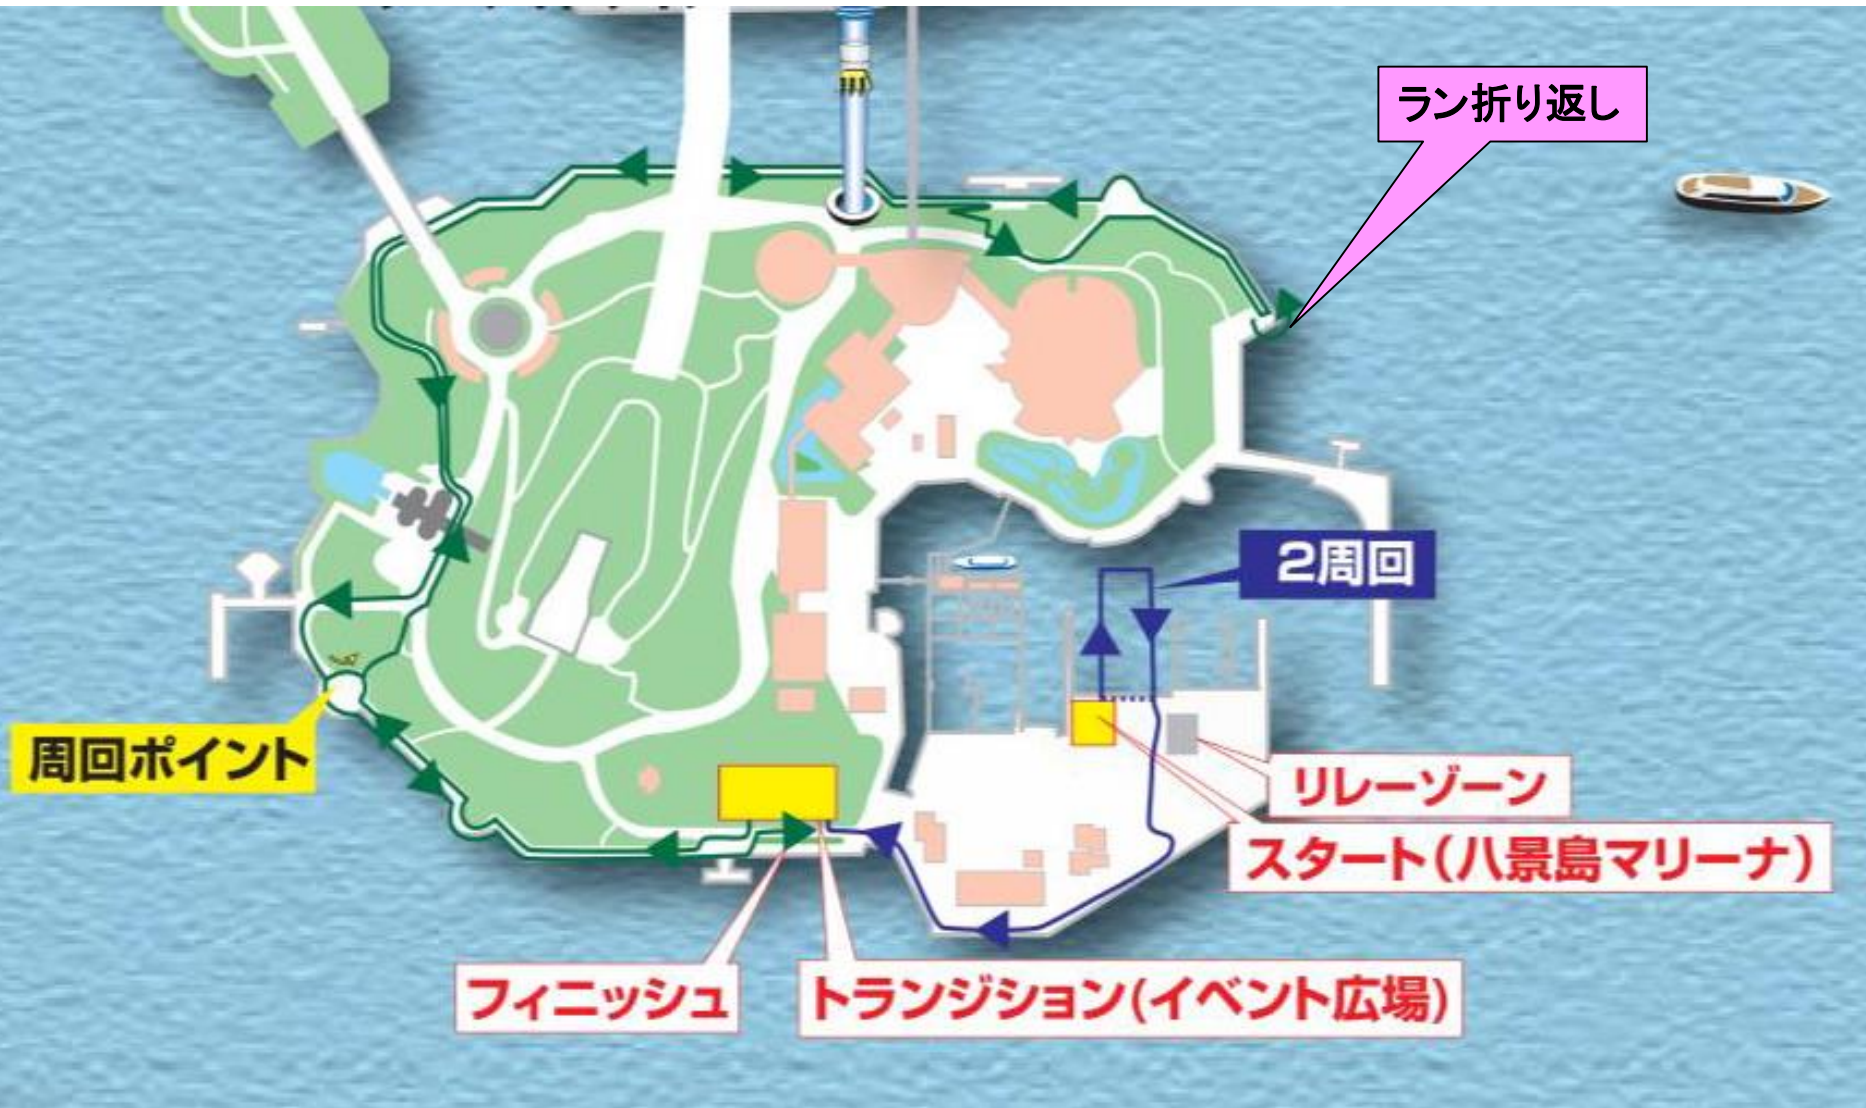 ラン折り返し
2周回
周回ポイント
リレーゾーン
スタート(八景島マリーナ)
フィニッシュ
トランジション(イベント広場)